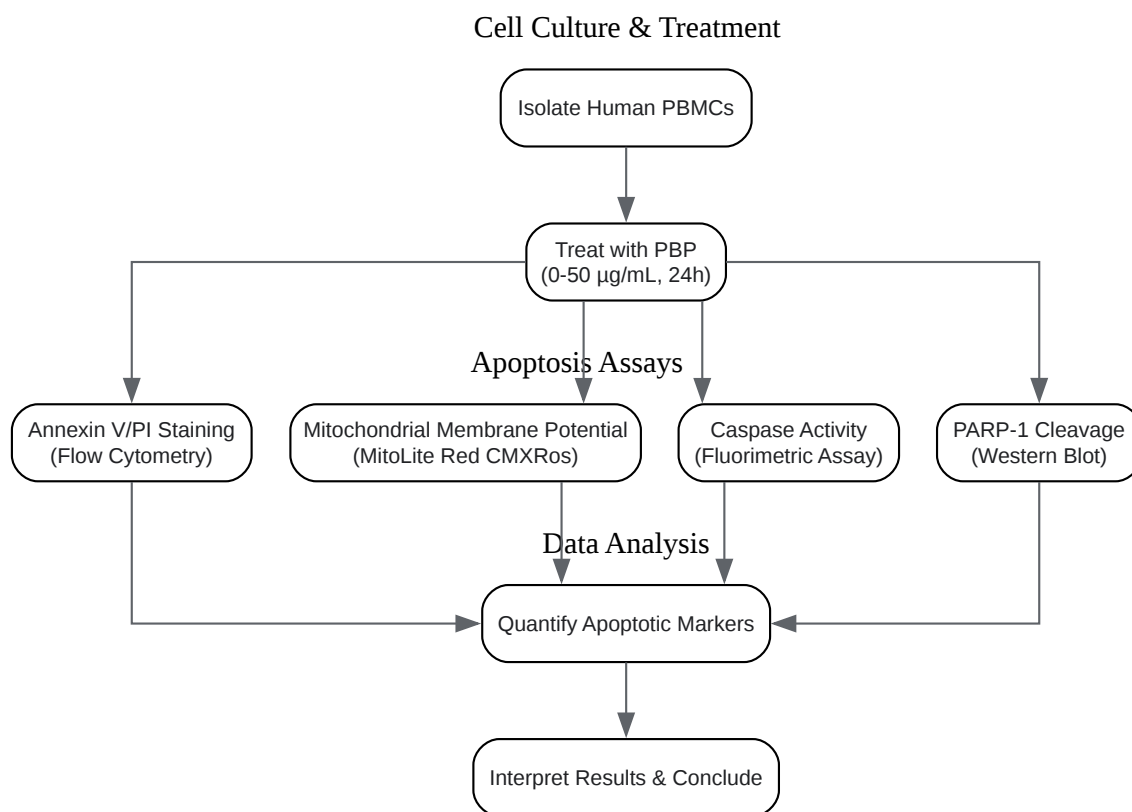 Cell Culture & Treatment
Isolate Human PBMCs
Treat with PBP
(0-50 µg/mL, 24h)
Apoptosis Assays
Annexin V/PI Staining
(Flow Cytometry)
Mitochondrial Membrane Potential
(MitoLite Red CMXRos)
Caspase Activity
(Fluorimetric Assay)
PARP-1 Cleavage
(Western Blot)
Data Analysis
Quantify Apoptotic Markers
Interpret Results & Conclude